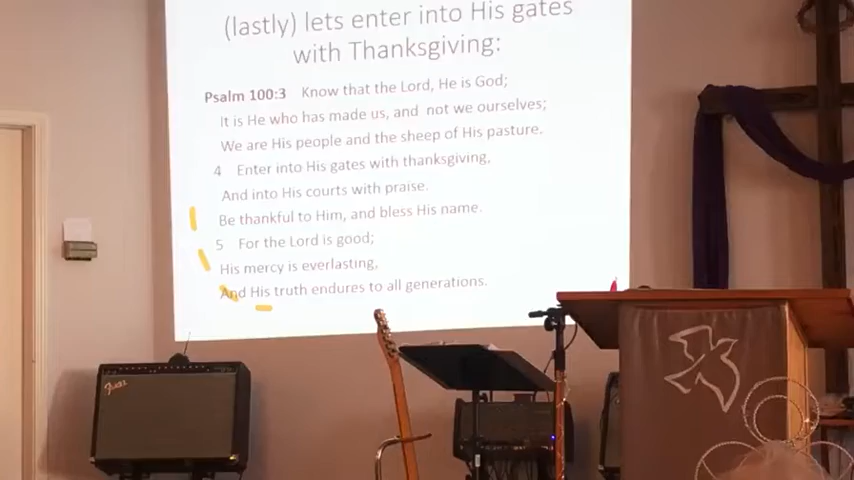 (lastly) lets enter into His gates
with Thanksgiving:
Psalm 100:3 Know that the Lord, He is God;
It is He who has made us, and not we ourselves;
We are His people and the sheep of His pasture.
4 Enter into His gates with thanksgiving,
And into His courts with praise.
Be thankful to Him, and bless His name.
5 For the Lord is good;
His mercy is everlasting,
And His truth endures to all generations.
Fender